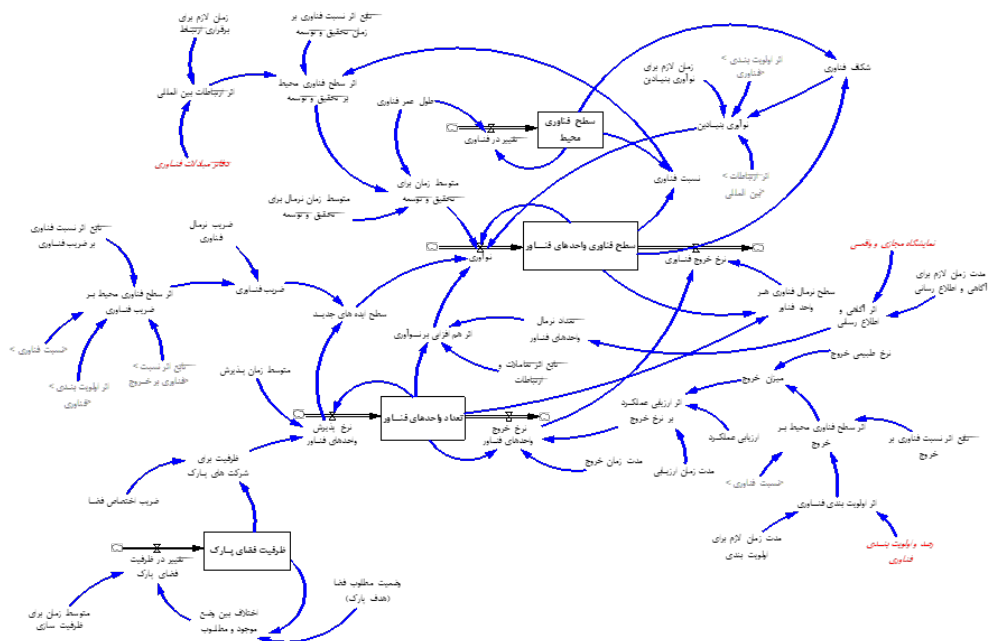 زمان لازم برای
برقراری ارتباط
تابع اثر نسبت فناوری بر
زمان تحقیق و توسعه
اثر ارتباطات بین المللی
اثر سطح فناوری محیط
بر تحقیق و توسعه
دفاتر مبادلات فناوری
طول عمر فناوری
تغییر در فناوری
سطح فناوری
محیط
زمان لازم برای
نوآوری بنیادین
< اثر اولویت بندی
فناوری>
شکاف فناوری
نوآوری بنیادین
< اثر ارتباطات
بین المللی>
نسبت فناوری
متوسط زمان برای
تحقیق و توسعه
متوسط زمان نرمال برای
تحقیق و توسعه
نوآوری
سطح فناوری واحدهای فناور
نرخ خروج فناوری
نمایشگاه مجازی و واقعی
مدت زمان لازم برای
آگاهی و اطلاع رسانی
اثر آگاهی و
اطلاع رسانی
سطح نرمال فناوری هر
واحد فناور
تابع اثر نسبت فناوری
بر ضریب فناوری
ضریب نرمال
فناوری
اثر سطح فناوری محیط بر
ضریب فناوری
ضریب فناوری
سطح ایده های جدید
< نسبت فناوری>
< اثر اولویت بندی
فناوری>
< تابع اثر نسبت
فناوری بر خروج>
اثر هم افزایی بر نوآوری
تعداد نرمال
واحدهای فناور
تابع اثر تعاملات و
ارتباطات
متوسط زمان پذیرش
نرخ پذیرش
واحدهای فناور
تعداد واحدهای فناور
نرخ خروج
واحدهای فناور
مدت زمان خروج
نرخ طبیعی خروج
میزان خروج
اثر ارزیابی عملکرد
بر نرخ خروج
ارزیابی عملکرد
مدت زمان ارزیابی
اثر سطح فناوری محیط بر
خروج
تابع اثر نسبت فناوری بر
خروج
< نسبت فناوری>
اثر اولویت بندی فناوری
مدت زمان لازم برای
اولویت بندی
رصد و اولویت بندی
فناوری
ظرفیت برای
شرکت های پارک
ضریب اختصاص فضا
تغییر در ظرفیت
فضای پارک
ظرفیت فضای پارک
متوسط زمان برای
ظرفیت سازی
اختلاف بین وضع
موجود و مطلوب
وضعیت مطلوب فضا
(هدف پارک)